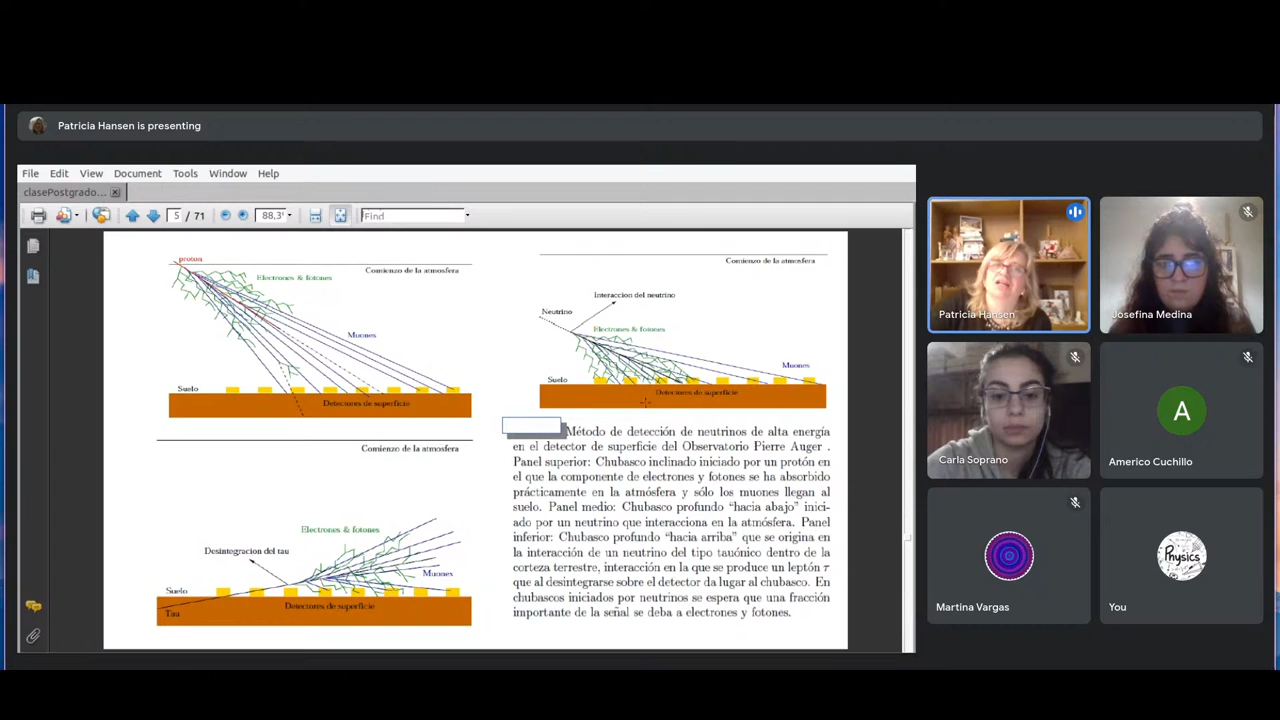 Patricia Hansen is presenting
File Edit View Document Tools Window Help
clasePostgrado...
5 / 71 88,3% Find
proton
Electrones & fotones
Comienzo de la atmosfera
Muones
Suelo
Detectores de superficie
Comienzo de la atmosfera
Interaccion del neutrino
Neutrino
Electrones & fotones
Muones
Suelo
Detectores de superficie
Comienzo de la atmosfera
Electrones & fotones
Desintegracion del tau
Muones
Suelo
Detectores de superficie
Tau
Método de detección de neutrinos de alta energía
en el detector de superficie del Observatorio Pierre Auger .
Panel superior: Chubasco inclinado iniciado por un protón en
el que la componente de electrones y fotones se ha absorbido
prácticamente en la atmósfera y sólo los muones llegan al
suelo. Panel medio: Chubasco profundo “hacia abajo” inici-
ado por un neutrino que interacciona en la atmósfera. Panel
inferior: Chubasco profundo “hacia arriba” que se origina en
la interacción de un neutrino del tipo tauónico dentro de la
corteza terrestre, interacción en la que se produce un leptón τ
que al desintegrarse sobre el detector da lugar al chubasco. En
chubascos iniciados por neutrinos se espera que una fracción
importante de la señal se deba a electrones y fotones.
Patricia Hansen
Josefina Medina
Carla Soprano
A
Americo Cuchillo
Martina Vargas
Physics
You